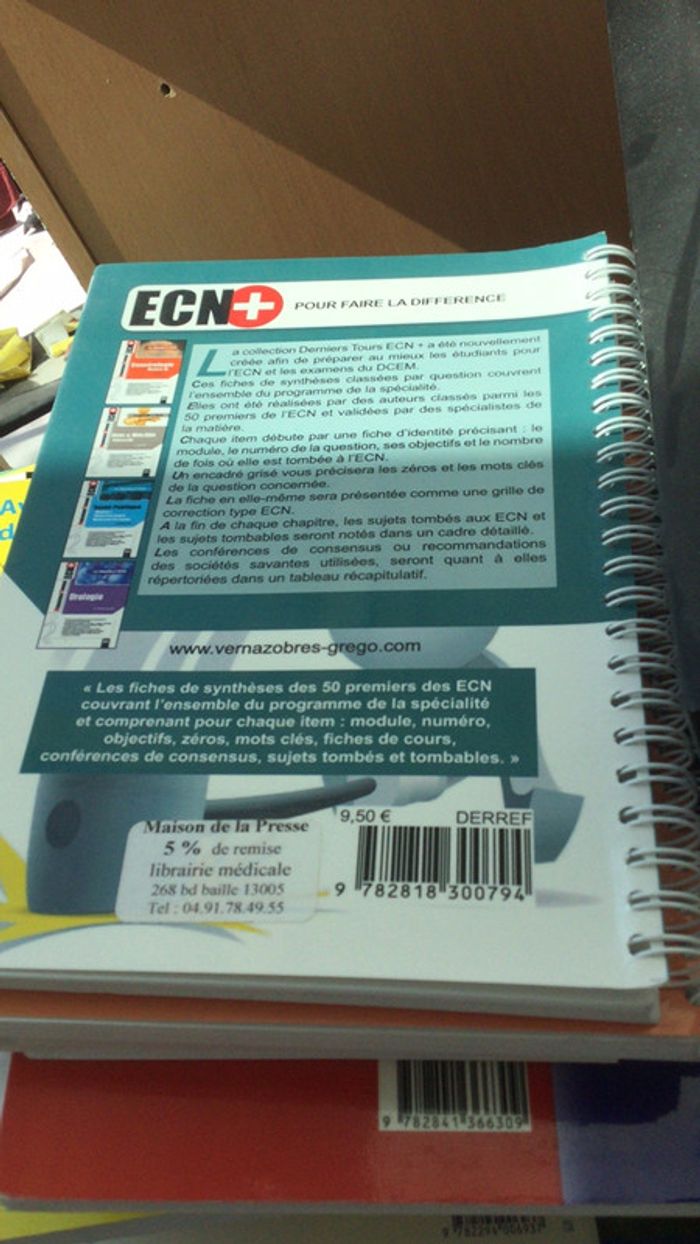 ECN+ POUR FAIRE LA DIFFERENCE
La collection Derniers Tours ECN + a été nouvellement
créée afin de préparer au mieux les étudiants pour
l'ECN et les examens du DCEM.
Ces fiches de synthèses classées par question couvrent
l'ensemble du programme de la spécialité.
Elles ont été réalisées par des auteurs classés parmi les
50 premiers de l'ECN et validées par des spécialistes de
la matière.
Chaque item débute par une fiche d'identité précisant : le
module, le numéro de la question, ses objectifs et le nombre
de fois où elle est tombée à l'ECN.
Un encadré grisé vous précisera les zéros et les mots clés
de la question concernée.
La fiche en elle-même sera présentée comme une grille de
correction type ECN.
A la fin de chaque chapitre, les sujets tombés aux ECN et
les sujets tombables seront notés dans un cadre détaillé.
Les conférences de consensus ou recommandations
des sociétés savantes utilisées, seront quant à elles
répertoriées dans un tableau récapitulatif.
Urologie
www.vernazobres-grego.com
« Les fiches de synthèses des 50 premiers des ECN
couvrant l'ensemble du programme de la spécialité
et comprenant pour chaque item : module, numéro,
objectifs, zéros, mots clés, fiches de cours,
conférences de consensus, sujets tombés et tombables. »
Maison de la Presse
5 % de remise
librairie médicale
268 bd baille 13005
Tel : 04.91.78.49.55
9,50 € DERREF
9 782818 300794
9 782841 366309